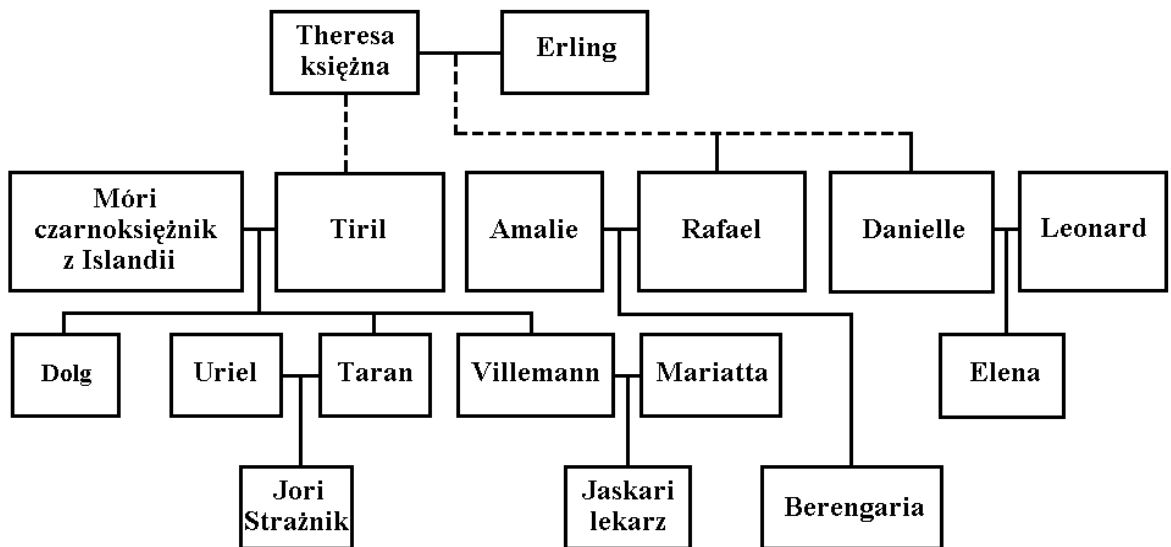 Theresa
księżna
Erling
Móri
czarnoksiężnik
z Islandii
Tiril
Amalie
Rafael
Danielle
Leonard
Dolg
Uriel
Taran
Villemann
Mariatta
Elena
Jori
Strażnik
Jaskari
lekarz
Berengaria